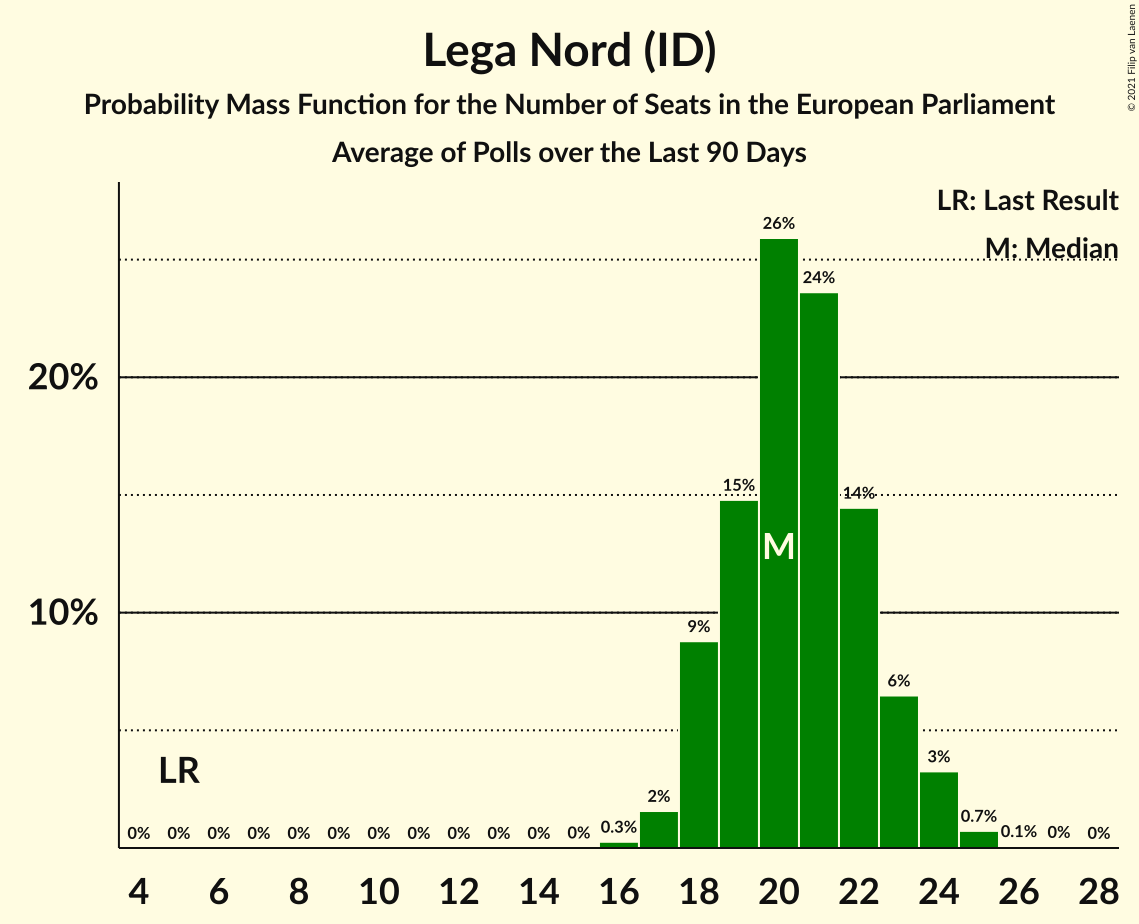 Lega Nord (ID)
Probability Mass Function for the Number of Seats in the European Parliament
Average of Polls over the Last 90 Days
© 2021 Filip van Laenen
LR: Last Result
M: Median
26%
24%
20%
15%
14%
M
10%
9%
6%
LR
3%
2%
0% 0% 0% 0% 0% 0% 0% 0% 0% 0% 0% 0% 0.3% 0.7% 0.1% 0% 0%
4 6 8 10 12 14 16 18 20 22 24 26 28